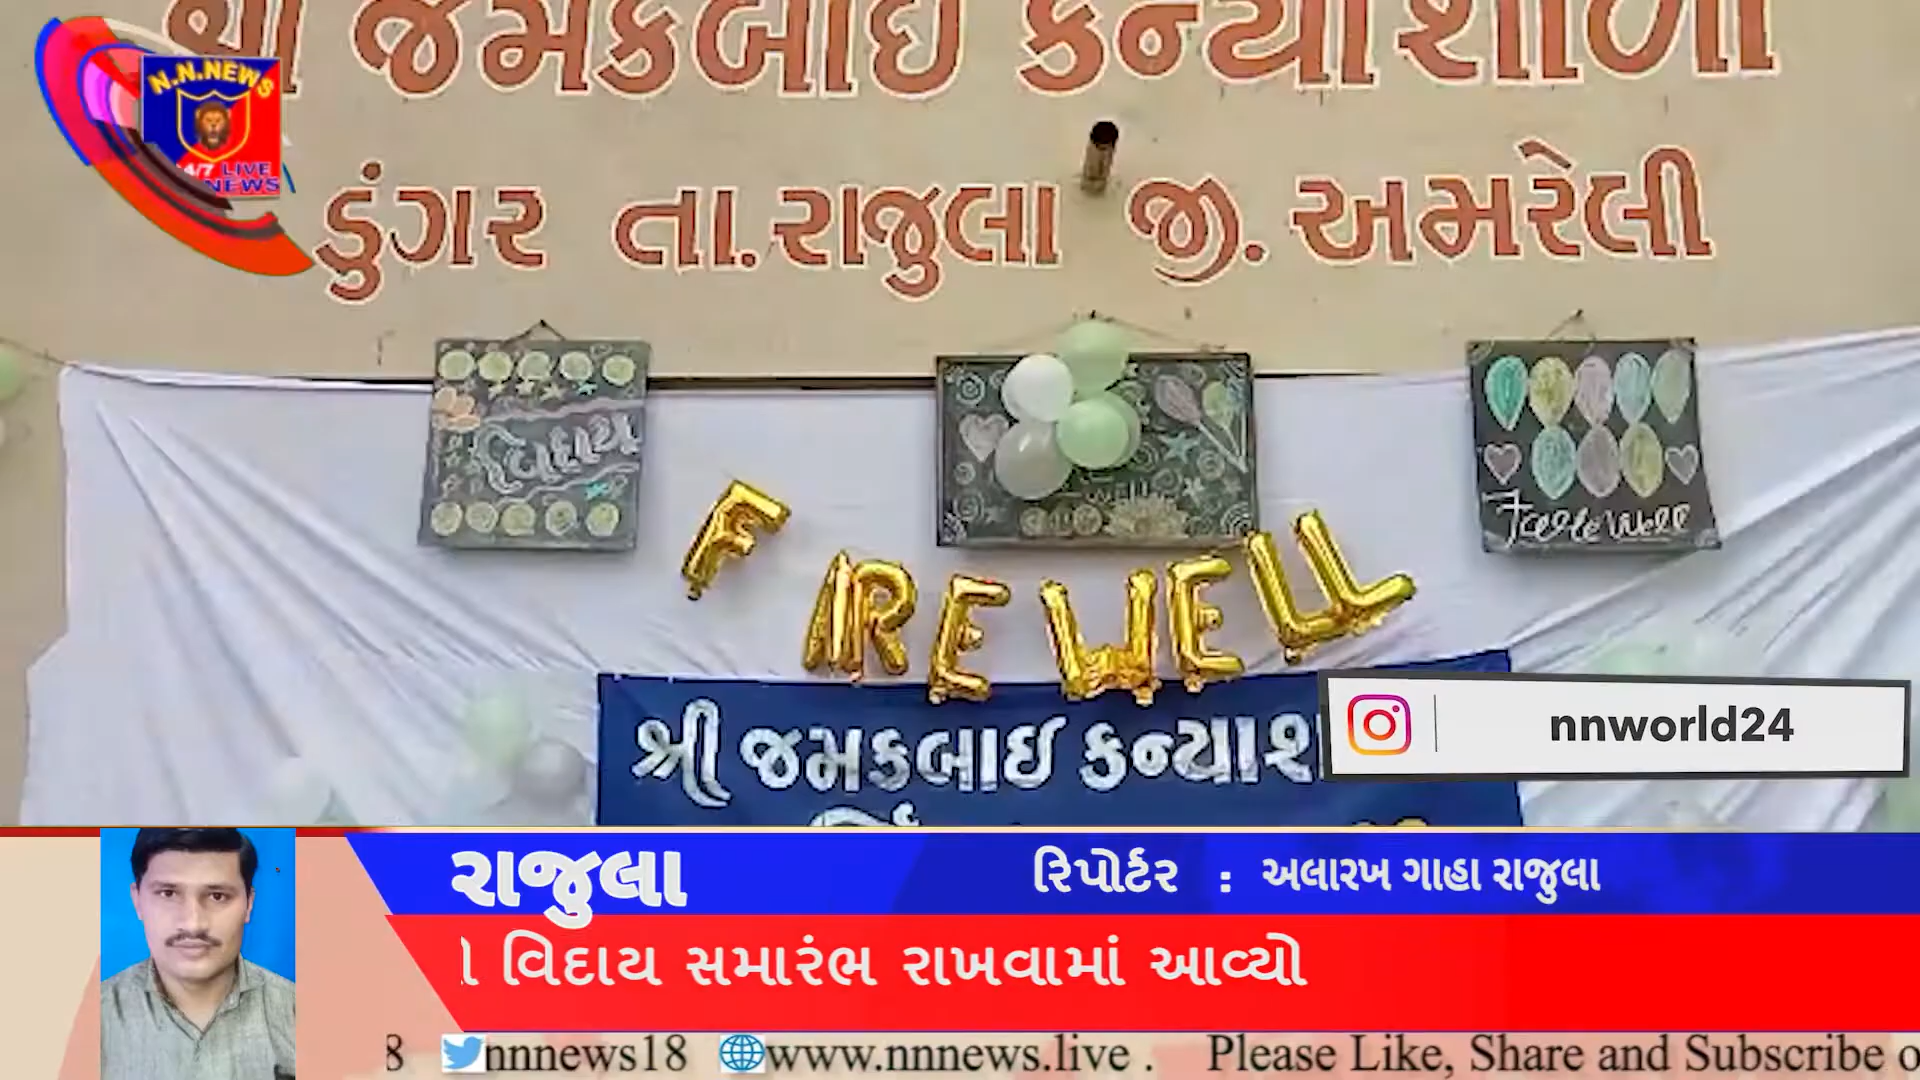 શ્રી જમકબાઈ કન્યાશાળા
N.N.NEWS
24/7 LIVE
NEWS
ડુંગર તા.રાજુલા જી. અમરેલી
વિદાય
FAREWELL
nnworld24
શ્રી જમકબાઈ કન્યાશ
રાજુલા
રિપોર્ટર : અલારખ ગાહા રાજુલા
વિદાય સમારંભ રાખવામાં આવ્યો
8 nnnews18 www.nnnews.live . Please Like, Share and Subscribe o